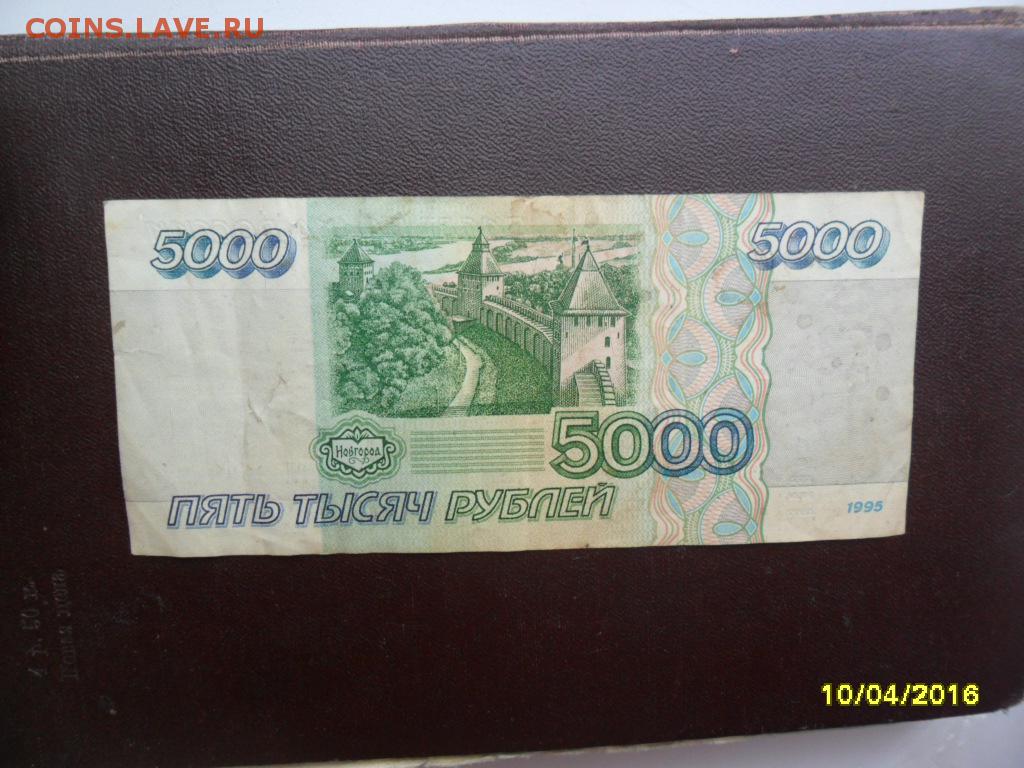 COINS.LAVE.RU
5000 5000
Новгород
5000
ПЯТЬ ТЫСЯЧ РУБЛЕЙ
1995
10/04/2016